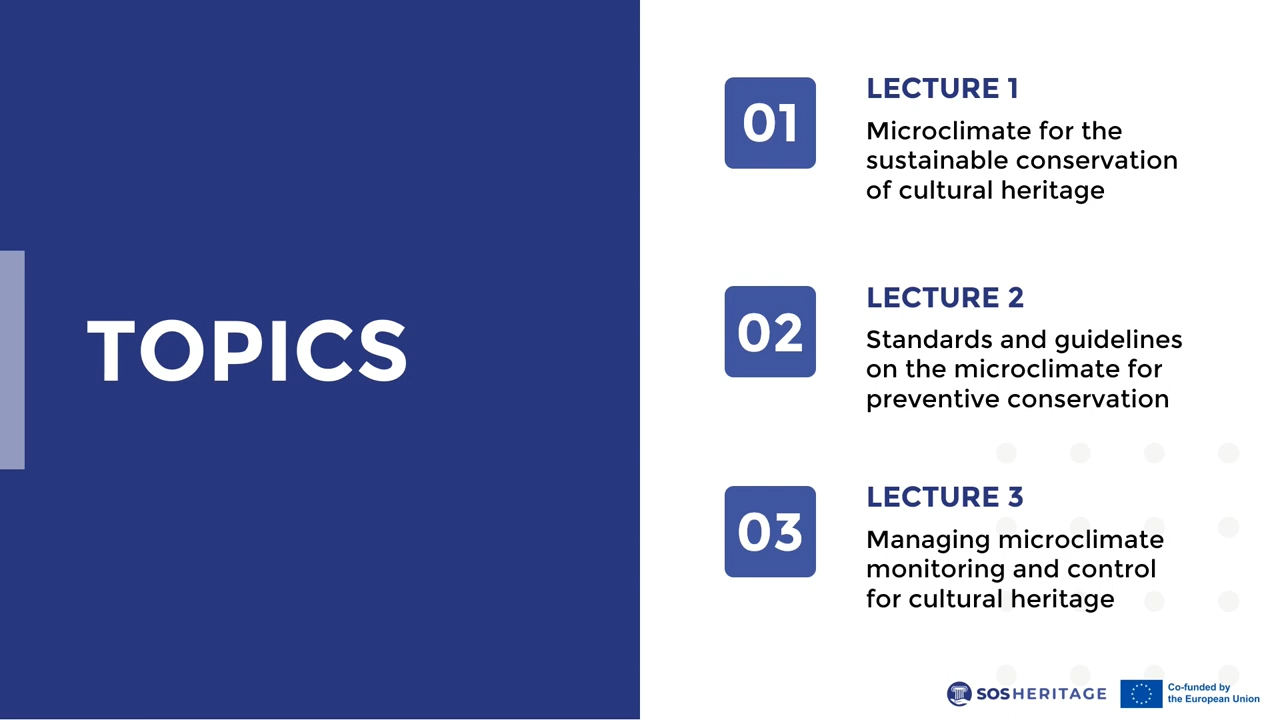 TOPICS
01
LECTURE 1
Microclimate for the
sustainable conservation
of cultural heritage
02
LECTURE 2
Standards and guidelines
on the microclimate for
preventive conservation
03
LECTURE 3
Managing microclimate
monitoring and control
for cultural heritage
SOSHERITAGE
Co-funded by
the European Union